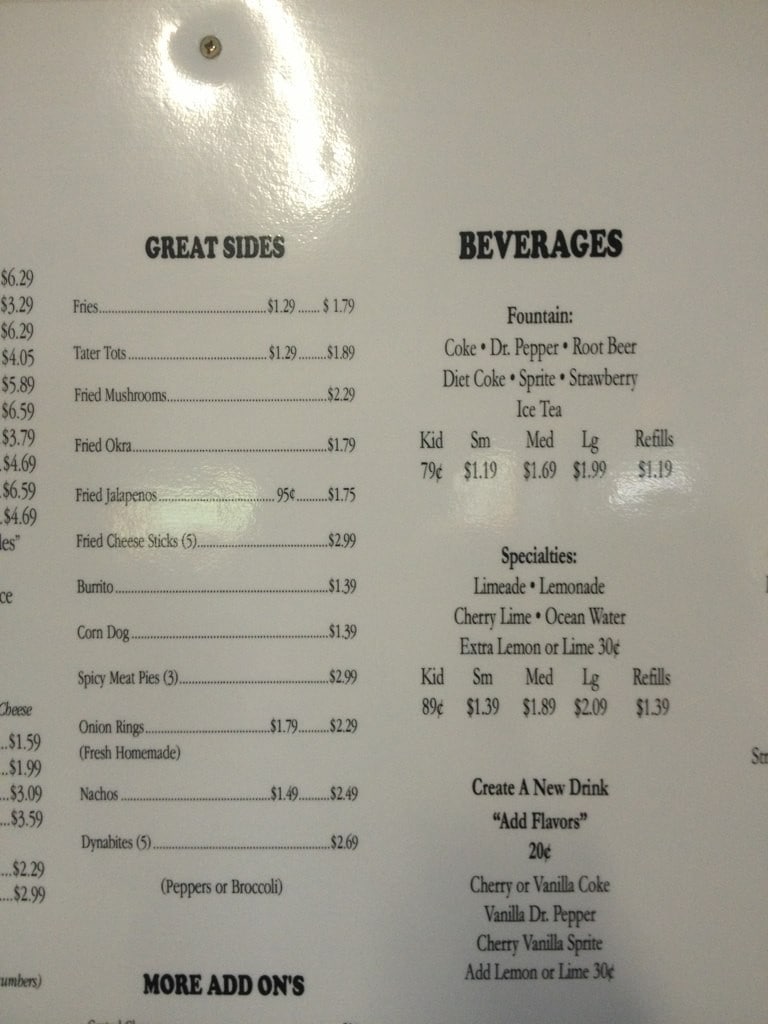 $6.29
$3.29
$6.29
$4.05
$5.89
$6.59
$3.79
.$4.69
$6.59
.$4.69
les"
ce
Cheese
..$1.59
..$1.99
...$3.09
...$3.59
...$2.29
....$2.99
umbers)
GREAT SIDES
Fries $1.29 ...... $ 1.79
Tater Tots $1.29 ...... $1.89
Fried Mushrooms $2.29
Fried Okra $1.79
Fried Jalapenos 95¢ ...... $1.75
Fried Cheese Sticks (5) $2.99
Burrito $1.39
Corn Dog $1.39
Spicy Meat Pies (3) $2.99
Onion Rings $1.79 ...... $2.29
(Fresh Homemade)
Nachos $1.49 ...... $2.49
Dynabites (5) $2.69
(Peppers or Broccoli)
MORE ADD ON'S
BEVERAGES
Fountain:
Coke • Dr. Pepper • Root Beer
Diet Coke • Sprite • Strawberry
Ice Tea
Kid Sm Med Lg Refills
79¢ $1.19 $1.69 $1.99 $1.19
Specialties:
Limeade • Lemonade
Cherry Lime • Ocean Water
Extra Lemon or Lime 30¢
Kid Sm Med Lg Refills
89¢ $1.39 $1.89 $2.09 $1.39
Create A New Drink
"Add Flavors"
20¢
Cherry or Vanilla Coke
Vanilla Dr. Pepper
Cherry Vanilla Sprite
Add Lemon or Lime 30¢